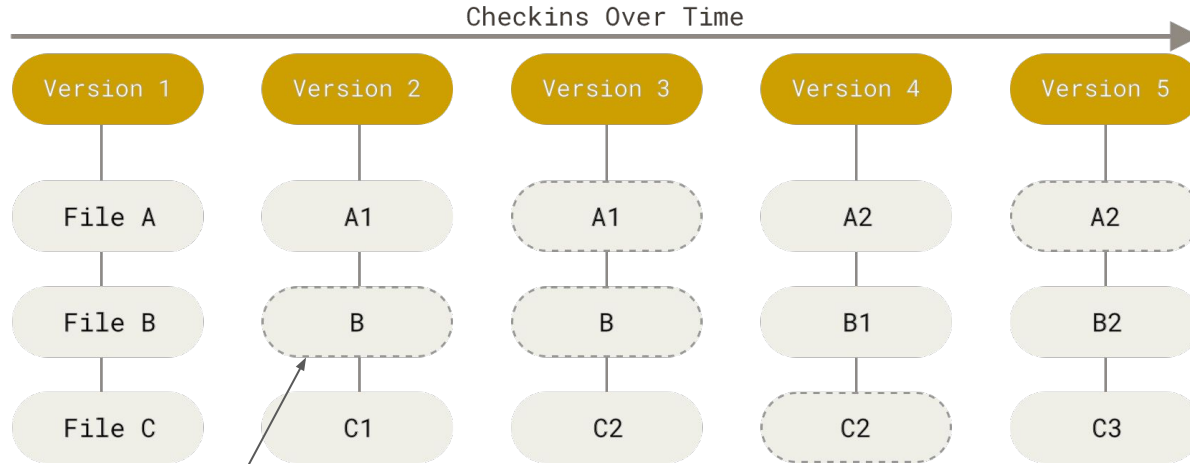 Checkins Over Time
Version 1 Version 2 Version 3 Version 4 Version 5
File A A1 A1 A2 A2
File B B B B1 B2
File C C1 C2 C2 C3